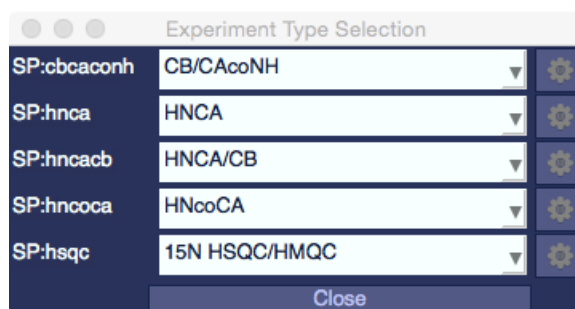 Experiment Type Selection
SP:cbcaconh CB/CAcoNH
SP:hnca HNCA
SP:hncacb HNCA/CB
SP:hncoca HNcoCA
SP:hsqc 15N HSQC/HMQC
Close